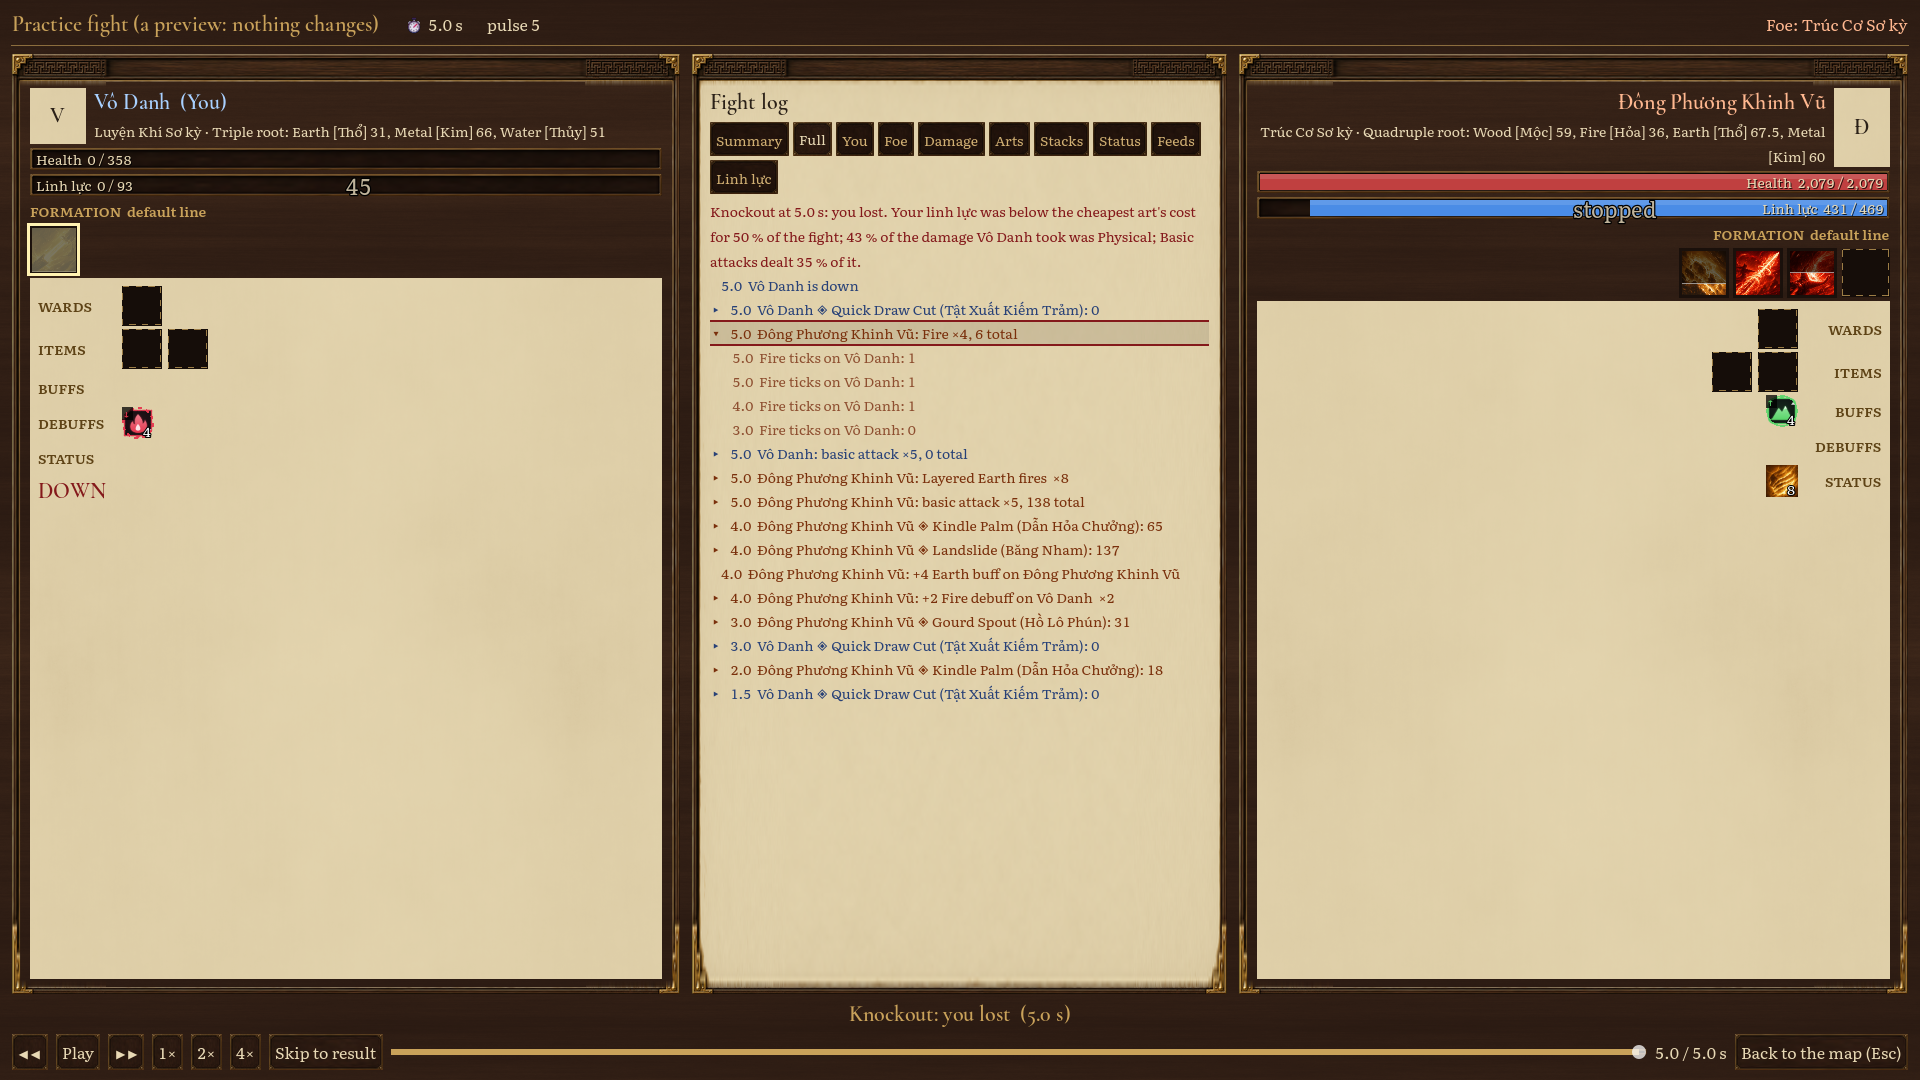 Practice fight (a preview: nothing changes)
5.0 s
pulse 5
Foe: Trúc Cơ Sơ kỳ
V
Vô Danh (You)
Luyện Khí Sơ kỳ · Triple root: Earth [Thổ] 31, Metal [Kim] 66, Water [Thủy] 51
Health 0 / 358
Linh lực 0 / 93
45
FORMATION default line
WARDS
ITEMS
BUFFS
DEBUFFS
4
STATUS
DOWN
Fight log
Summary
Full
You
Foe
Damage
Arts
Stacks
Status
Feeds
Linh lực
Knockout at 5.0 s: you lost. Your linh lực was below the cheapest art's cost
for 50 % of the fight; 43 % of the damage Vô Danh took was Physical; Basic
attacks dealt 35 % of it.
5.0 Vô Danh is down
▸ 5.0 Vô Danh ◈ Quick Draw Cut (Tật Xuất Kiếm Trảm): 0
▾ 5.0 Đông Phương Khinh Vũ: Fire ×4, 6 total
5.0 Fire ticks on Vô Danh: 1
5.0 Fire ticks on Vô Danh: 1
4.0 Fire ticks on Vô Danh: 1
3.0 Fire ticks on Vô Danh: 0
▸ 5.0 Vô Danh: basic attack ×5, 0 total
▸ 5.0 Đông Phương Khinh Vũ: Layered Earth fires ×8
▸ 5.0 Đông Phương Khinh Vũ: basic attack ×5, 138 total
▸ 4.0 Đông Phương Khinh Vũ ◈ Kindle Palm (Dẫn Hỏa Chưởng): 65
▸ 4.0 Đông Phương Khinh Vũ ◈ Landslide (Băng Nham): 137
4.0 Đông Phương Khinh Vũ: +4 Earth buff on Đông Phương Khinh Vũ
▸ 4.0 Đông Phương Khinh Vũ: +2 Fire debuff on Vô Danh ×2
▸ 3.0 Đông Phương Khinh Vũ ◈ Gourd Spout (Hồ Lô Phún): 31
▸ 3.0 Vô Danh ◈ Quick Draw Cut (Tật Xuất Kiếm Trảm): 0
▸ 2.0 Đông Phương Khinh Vũ ◈ Kindle Palm (Dẫn Hỏa Chưởng): 18
▸ 1.5 Vô Danh ◈ Quick Draw Cut (Tật Xuất Kiếm Trảm): 0
Đông Phương Khinh Vũ
Đ
Trúc Cơ Sơ kỳ · Quadruple root: Wood [Mộc] 59, Fire [Hỏa] 36, Earth [Thổ] 67.5, Metal
[Kim] 60
Health 2,079 / 2,079
stopped
Linh lực 431 / 469
FORMATION default line
WARDS
ITEMS
4
BUFFS
DEBUFFS
8
STATUS
Knockout: you lost (5.0 s)
◀◀
Play
▶▶
1×
2×
4×
Skip to result
5.0 / 5.0 s
Back to the map (Esc)